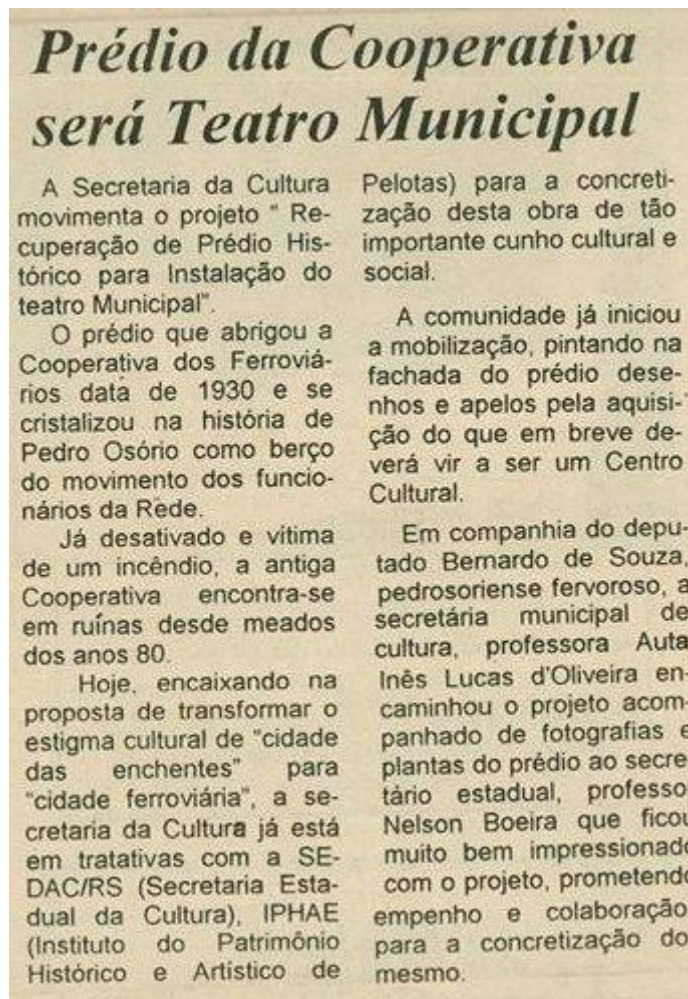 Prédio da Cooperativa
será Teatro Municipal
A Secretaria da Cultura
movimenta o projeto “ Re-
cuperação de Prédio His-
tórico para Instalação do
teatro Municipal”.
O prédio que abrigou a
Cooperativa dos Ferroviá-
rios data de 1930 e se
cristalizou na história de
Pedro Osório como berço
do movimento dos funcio-
nários da Rede.
Já desativado e vítima
de um incêndio, a antiga
Cooperativa encontra-se
em ruínas desde meados
dos anos 80.
Hoje, encaixando na
proposta de transformar o
estigma cultural de “cidade
das enchentes” para
“cidade ferroviária”, a se-
cretaria da Cultura já está
em tratativas com a SE-
DAC/RS (Secretaria Esta-
dual da Cultura), IPHAE
(Instituto do Patrimônio
Histórico e Artístico de
Pelotas) para a concreti-
zação desta obra de tão
importante cunho cultural e
social.
A comunidade já iniciou
a mobilização, pintando na
fachada do prédio dese-
nhos e apelos pela aquisi-
ção do que em breve de-
verá vir a ser um Centro
Cultural.
Em companhia do depu-
tado Bernardo de Souza,
pedrosoriense fervoroso, a
secretária municipal de
cultura, professora Auta
Inês Lucas d'Oliveira en-
caminhou o projeto acom-
panhado de fotografias e
plantas do prédio ao secre-
tário estadual, professo
Nelson Boeira que ficou
muito bem impressionado
com o projeto, prometendo
empenho e colaboração
para a concretização do
mesmo.